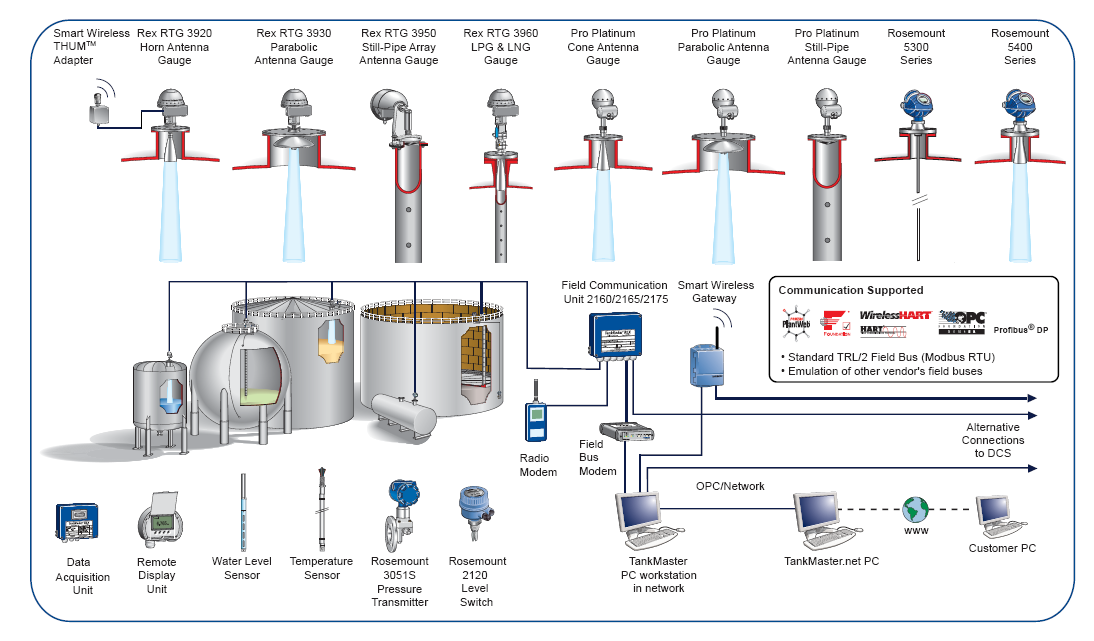 Smart Wireless
THUM™
Adapter
Rex RTG 3920
Horn Antenna
Gauge
Rex RTG 3930
Parabolic
Antenna Gauge
Rex RTG 3950
Still-Pipe Array
Antenna Gauge
Rex RTG 3960
LPG & LNG
Gauge
Pro Platinum
Cone Antenna
Gauge
Pro Platinum
Parabolic Antenna
Gauge
Pro Platinum
Still-Pipe
Antenna Gauge
Rosemount
5300
Series
Rosemount
5400
Series
Field Communication
Unit 2160/2165/2175
Smart Wireless
Gateway
Communication Supported
PlantWeb
FOUNDATION
WirelessHART
HART
OPC
FOUNDATION
Profibus® DP
• Standard TRL/2 Field Bus (Modbus RTU)
• Emulation of other vendor's field buses
Radio
Modem
Field
Bus
Modem
Alternative
Connections
to DCS
OPC/Network
www
Data
Acquisition
Unit
Remote
Display
Unit
Water Level
Sensor
Temperature
Sensor
Rosemount
3051S
Pressure
Transmitter
Rosemount
2120
Level
Switch
TankMaster
PC workstation
in network
TankMaster.net PC
Customer PC